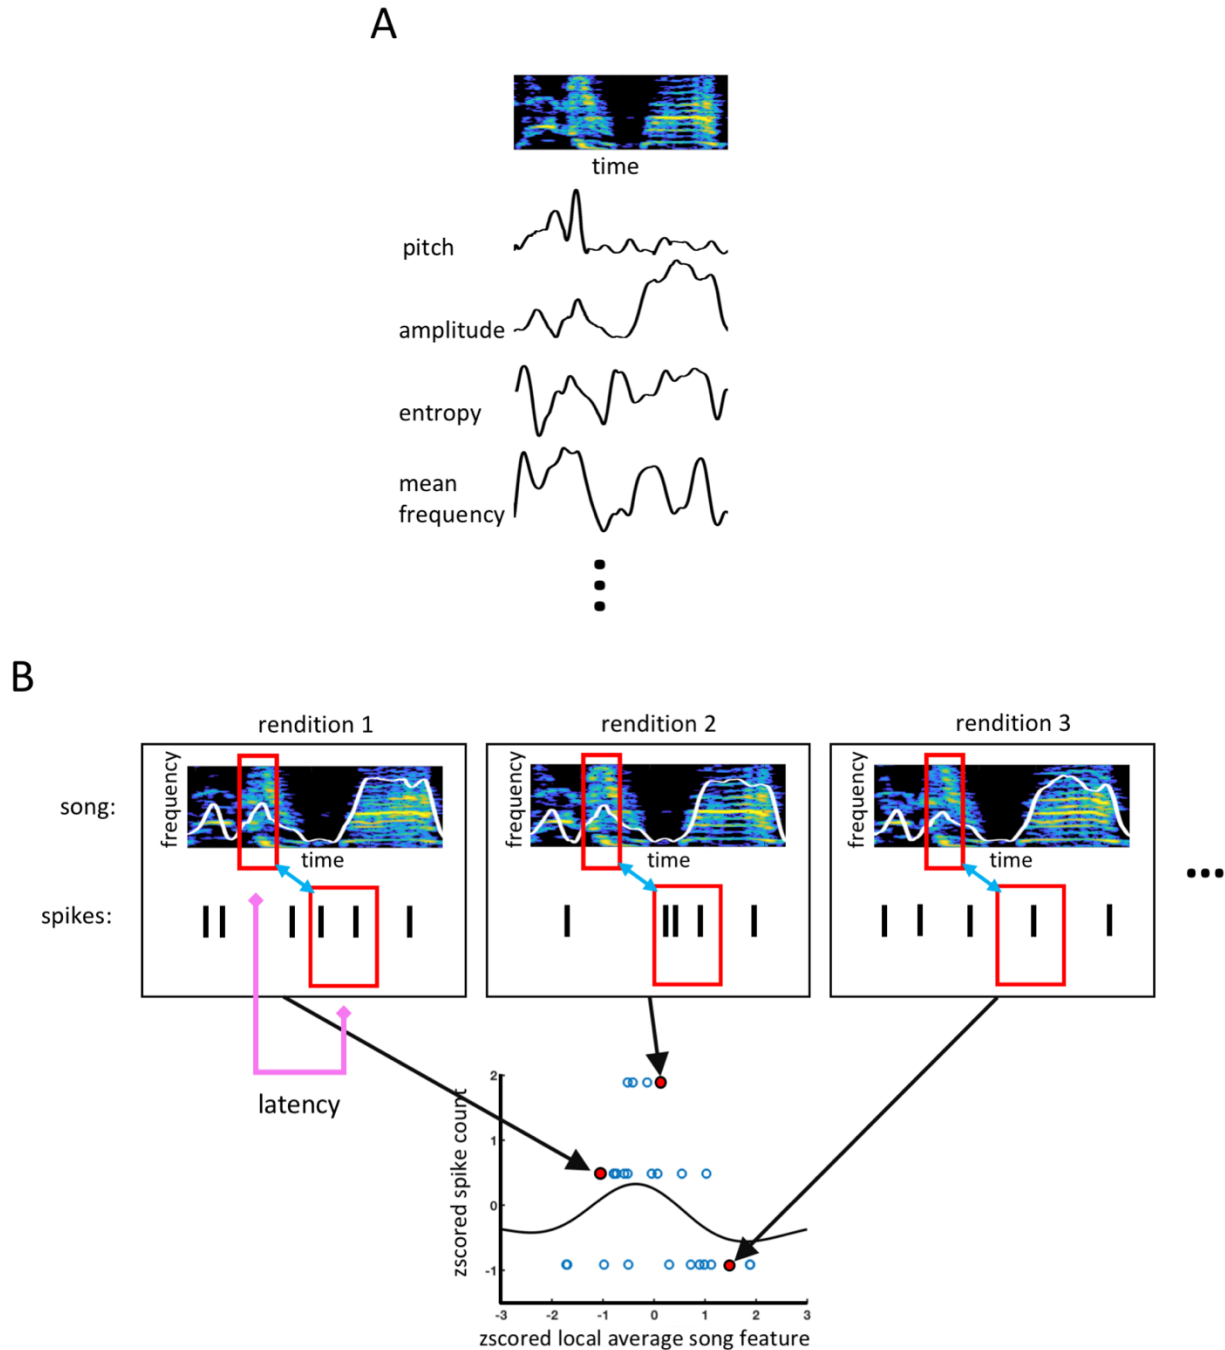 A
time
pitch
amplitude
entropy
mean
frequency
B
rendition 1
rendition 2
rendition 3
song:
frequency
time
frequency
time
frequency
time
spikes:
latency
zscored spike count
2
1
0
-1
-3
-2
-1
0
1
2
3
zscored local average song feature